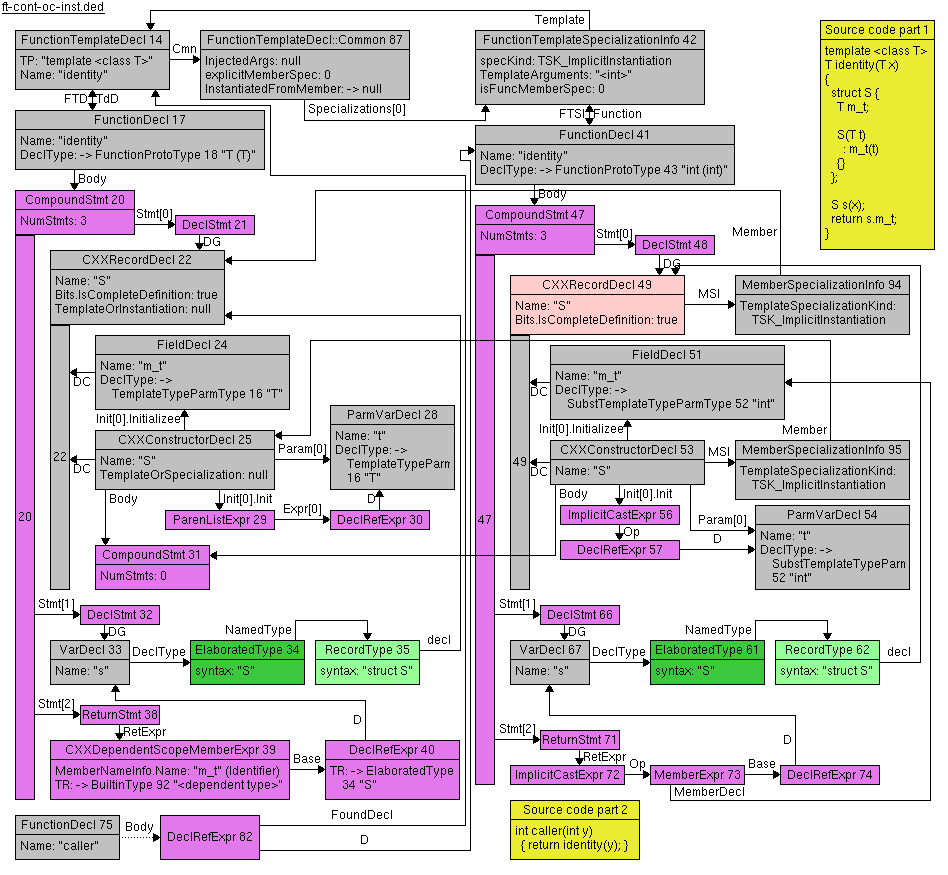 ft-cont-oc-inst.ded
FunctionTemplateDecl 14
TP: "template <class T>"
Name: "identity"
Cmn
FunctionTemplateDecl::Common 87
InjectedArgs: null
explicitMemberSpec: 0
InstantiatedFromMember: -> null
Specializations[0]
Template
FunctionTemplateSpecializationInfo 42
specKind: TSK_ImplicitInstantiation
TemplateArguments: "<int>"
isFuncMemberSpec: 0
Source code part 1
template <class T>
T identity(T x)
{
struct S {
T m_t;
S(T t)
: m_t(t)
{}
};
S s(x);
return s.m_t;
}
FTD
TdD
FunctionDecl 17
Name: "identity"
DeclType: -> FunctionProtoType 18 "T (T)"
Body
FTSI
Function
FunctionDecl 41
Name: "identity"
DeclType: -> FunctionProtoType 43 "int (int)"
Body
CompoundStmt 20
NumStmts: 3
Stmt[0]
DeclStmt 21
DG
CXXRecordDecl 22
Name: "S"
Bits.IsCompleteDefinition: true
TemplateOrInstantiation: null
FieldDecl 24
Name: "m_t"
DeclType: ->
TemplateTypeParmType 16 "T"
DC
Init[0].Initializee
CXXConstructorDecl 25
Name: "S"
TemplateOrSpecialization: null
DC
Param[0]
ParmVarDecl 28
Name: "t"
DeclType: ->
TemplateTypeParm
16 "T"
22
Body
Init[0].Init
ParenListExpr 29
Expr[0]
DeclRefExpr 30
D
20
CompoundStmt 31
NumStmts: 0
Stmt[1]
DeclStmt 32
DG
VarDecl 33
Name: "s"
DeclType
NamedType
ElaboratedType 34
syntax: "S"
RecordType 35
syntax: "struct S"
decl
Stmt[2]
ReturnStmt 38
RetExpr
D
CXXDependentScopeMemberExpr 39
MemberNameInfo.Name: "m_t" (Identifier)
TR: -> BuiltinType 92 "<dependent type>"
Base
DeclRefExpr 40
TR: -> ElaboratedType
34 "S"
FunctionDecl 75
Name: "caller"
Body
DeclRefExpr 82
FoundDecl
D
CompoundStmt 47
NumStmts: 3
Stmt[0]
DeclStmt 48
DG
Member
CXXRecordDecl 49
Name: "S"
Bits.IsCompleteDefinition: true
MSI
MemberSpecializationInfo 94
TemplateSpecializationKind:
TSK_ImplicitInstantiation
FieldDecl 51
Name: "m_t"
DeclType: ->
SubstTemplateTypeParmType 52 "int"
DC
Init[0].Initializee
Member
CXXConstructorDecl 53
Name: "S"
DC
MSI
MemberSpecializationInfo 95
TemplateSpecializationKind:
TSK_ImplicitInstantiation
49
Body
Init[0].Init
ImplicitCastExpr 56
Op
DeclRefExpr 57
Param[0]
D
ParmVarDecl 54
Name: "t"
DeclType: ->
SubstTemplateTypeParm
52 "int"
47
Stmt[1]
DeclStmt 66
DG
VarDecl 67
Name: "s"
DeclType
NamedType
ElaboratedType 61
syntax: "S"
RecordType 62
syntax: "struct S"
decl
Stmt[2]
ReturnStmt 71
RetExpr
ImplicitCastExpr 72
Op
MemberExpr 73
Base
DeclRefExpr 74
D
MemberDecl
Source code part 2
int caller(int y)
{ return identity(y); }